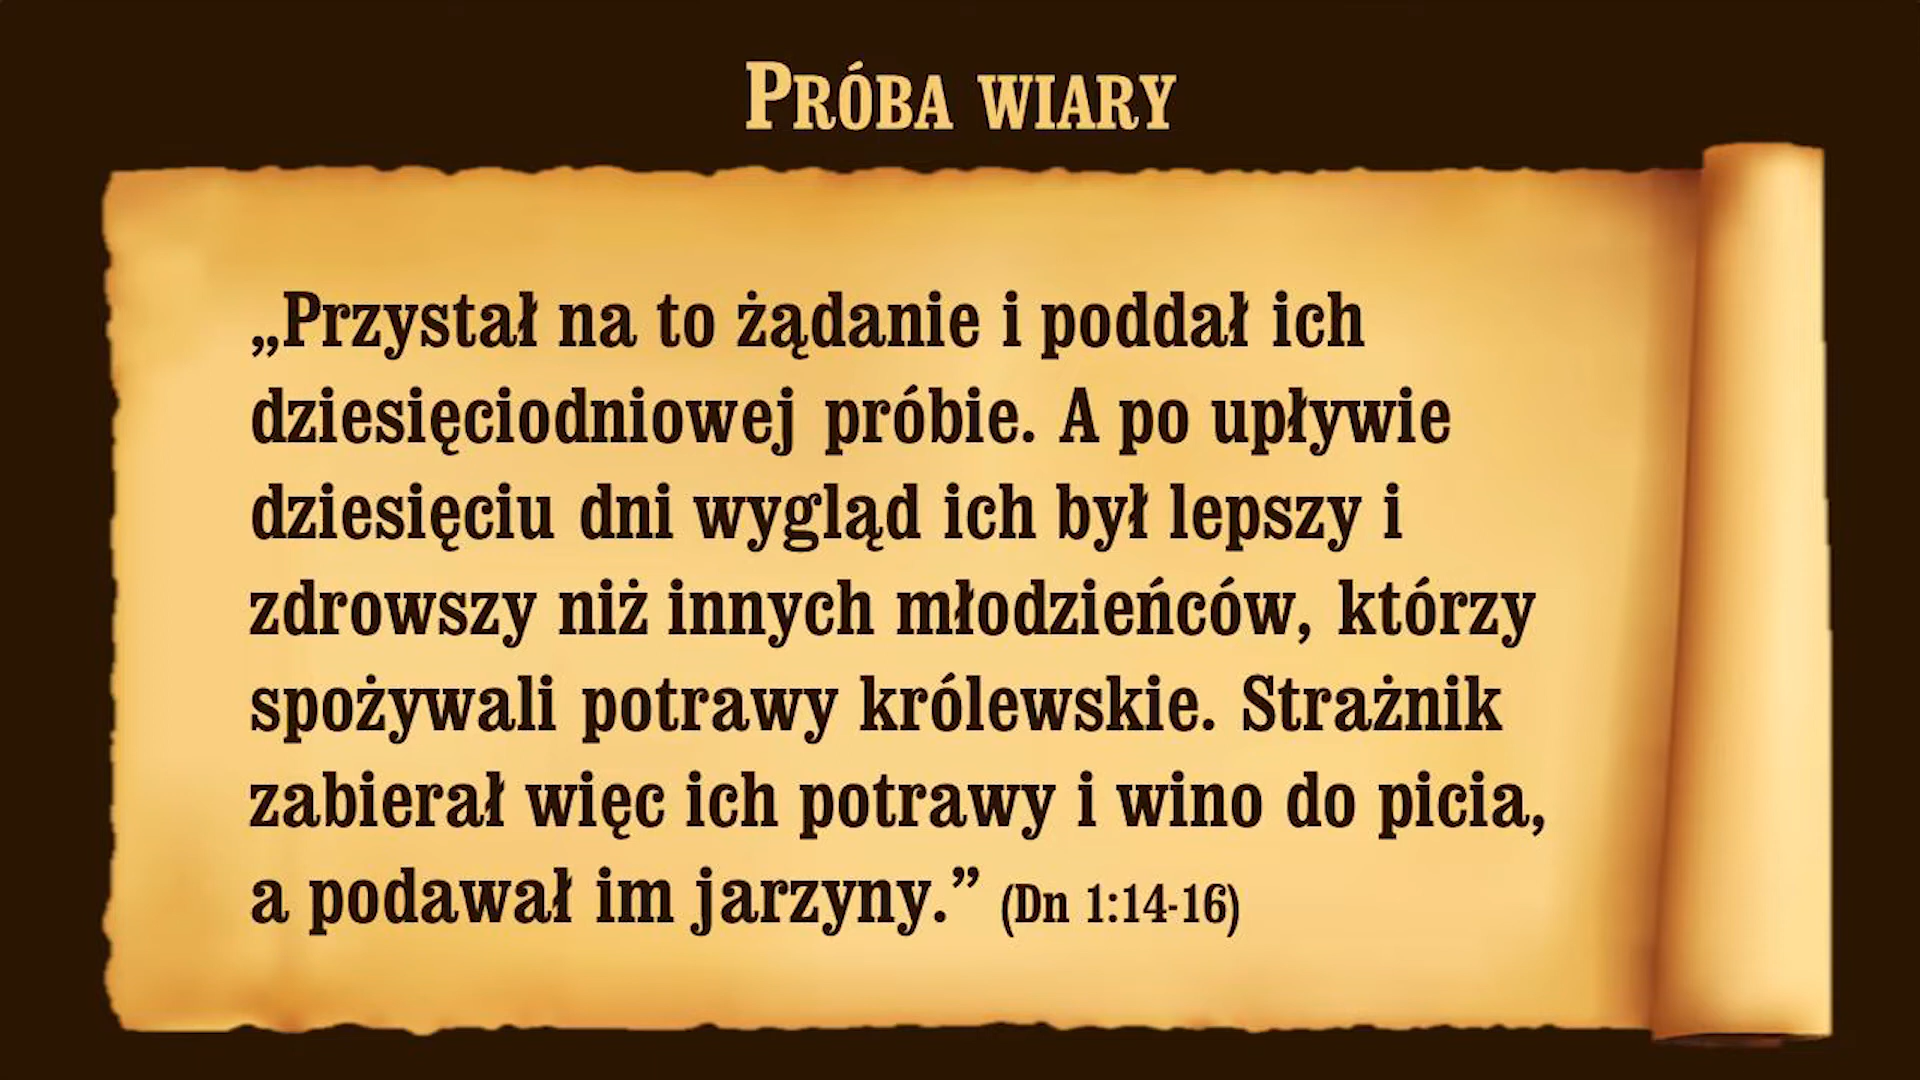 Próba wiary
„Przystał na to żądanie i poddał ich
dziesięciodniowej próbie. A po upływie
dziesięciu dni wygląd ich był lepszy i
zdrowszy niż innych młodzieńców, którzy
spożywali potrawy królewskie. Strażnik
zabierał więc ich potrawy i wino do picia,
a podawał im jarzyny.” (Dn 1:14-16)